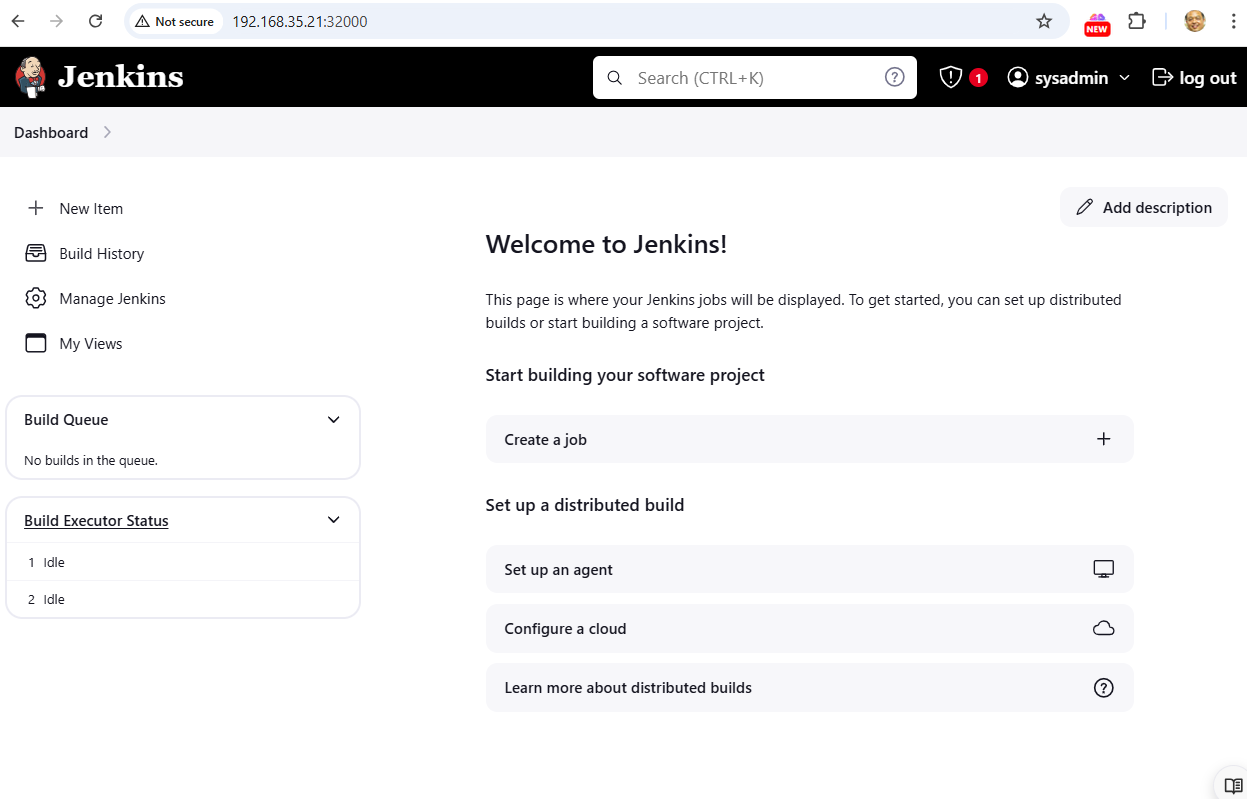 Not secure
192.168.35.21:32000
NEW
Jenkins
Search (CTRL+K)
1
sysadmin
log out
Dashboard
New Item
Build History
Manage Jenkins
My Views
Build Queue
No builds in the queue.
Build Executor Status
1 Idle
2 Idle
Add description
Welcome to Jenkins!
This page is where your Jenkins jobs will be displayed. To get started, you can set up distributed
builds or start building a software project.
Start building your software project
Create a job
Set up a distributed build
Set up an agent
Configure a cloud
Learn more about distributed builds